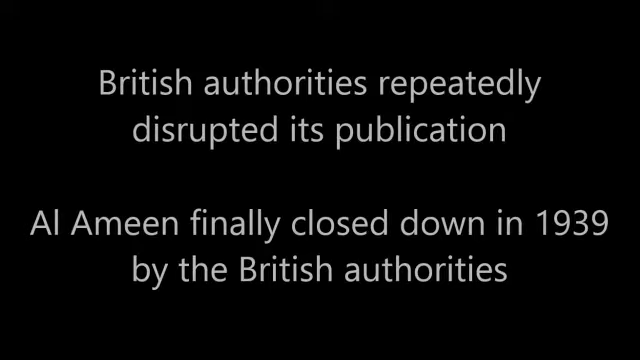 British authorities repeatedly
disrupted its publication
Al Ameen finally closed down in 1939
by the British authorities